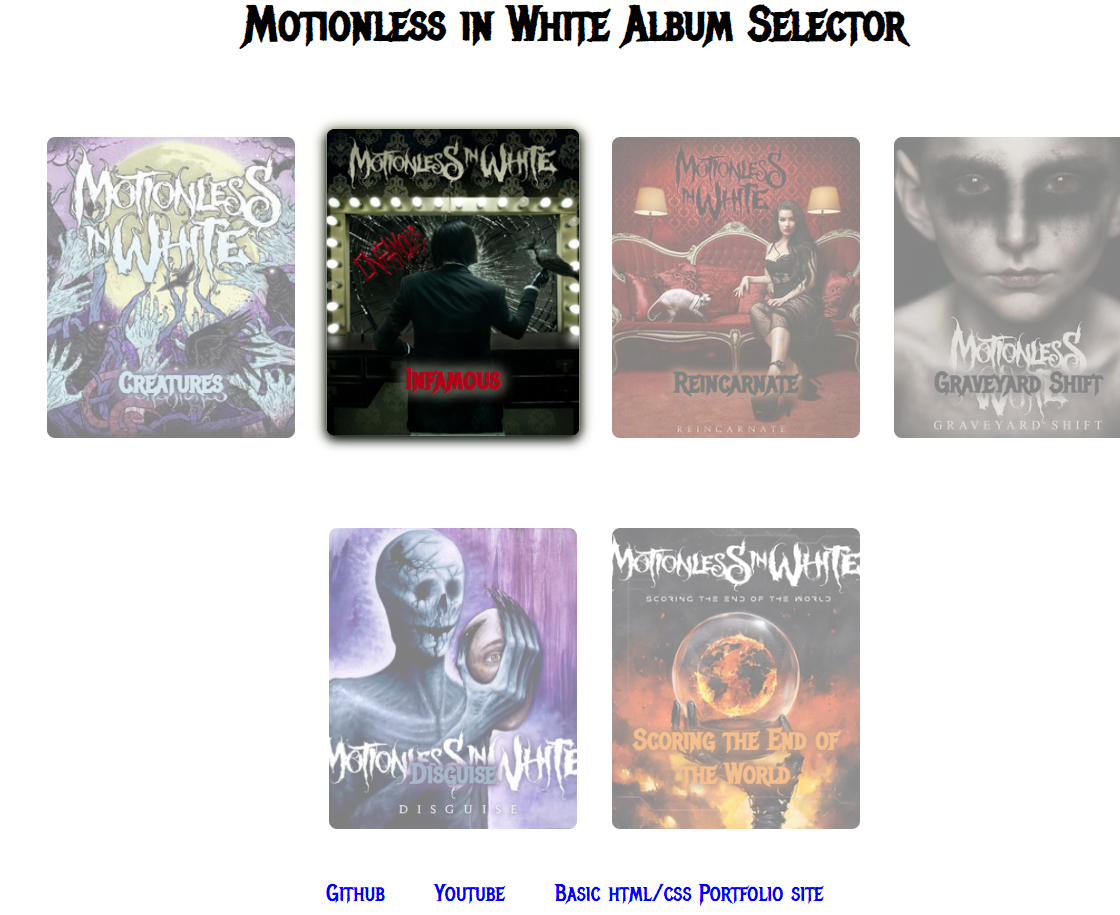 Motionless in White Album Selector
MotionlesS
in White
Creatures
CREATURES
MotionlesS in White
INFAMOUS
Infamous
MotionlesS
in White
Reincarnate
REINCARNATE
Motionless
in White
Graveyard Shift
GRAVEYARD SHIFT
MotionlesS in White
Disguise
DISGUISE
MotionlesS in White
SCORING THE END OF THE WORLD
Scoring the End of
the World
Github Youtube Basic html/css Portfolio site